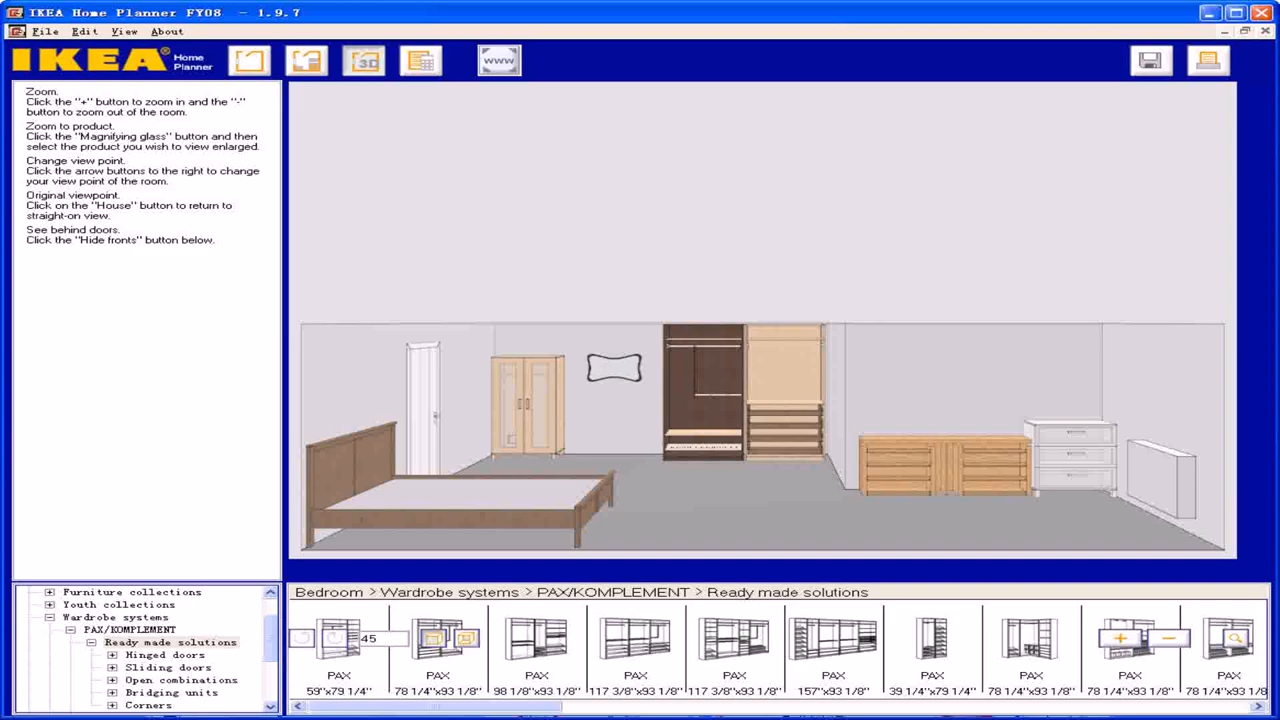 IKEA Home Planner FY08 - 1.9.7
File Edit View About
IKEA® Home Planner
3D
WWW
Zoom.
Click the "+" button to zoom in and the "-"
button to zoom out of the room.
Zoom to product.
Click the "Magnifying glass" button and then
select the product you wish to view enlarged.
Change view point.
Click the arrow buttons to the right to change
your view point of the room.
Original viewpoint.
Click on the "House" button to return to
straight-on view.
See behind doors.
Click the "Hide fronts" button below.
Furniture collections
Youth collections
Wardrobe systems
PAX/KOMPLEMENT
Ready made solutions
Hinged doors
Sliding doors
Open combinations
Bridging units
Corners
Bedroom > Wardrobe systems > PAX/KOMPLEMENT > Ready made solutions
45
PAX PAX PAX PAX PAX PAX PAX PAX PAX PAX
59"x79 1/4" 78 1/4"x93 1/8" 98 1/8"x93 1/8" 117 3/8"x93 1/8" 117 3/8"x93 1/8" 157"x93 1/8" 39 1/4"x79 1/4" 78 1/4"x93 1/8" 78 1/4"x93 1/8" 78 1/4"x93 1/8